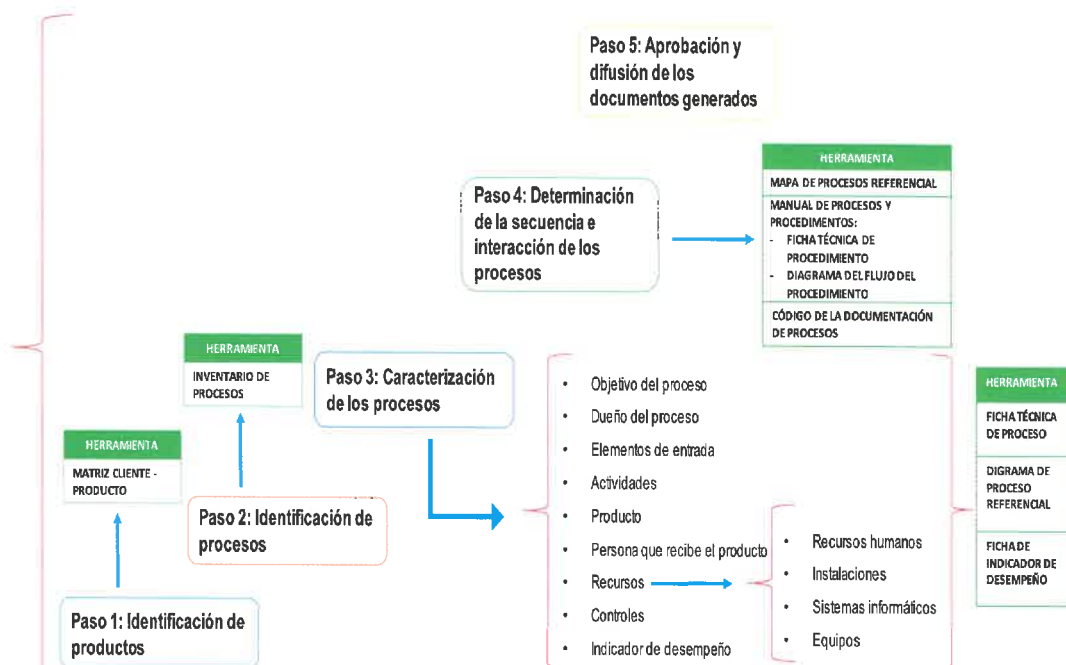 Paso 5: Aprobación y
difusión de los
documentos generados
HERRAMIENTA
MAPA DE PROCESOS REFERENCIAL
MANUAL DE PROCESOS Y
PROCEDIMIENTOS:
- FICHA TÉCNICA DE
PROCEDIMIENTO
- DIAGRAMA DEL FLUJO DEL
PROCEDIMIENTO
CÓDIGO DE LA DOCUMENTACIÓN
DE PROCESOS
Paso 4: Determinación
de la secuencia e
interacción de los
procesos
HERRAMIENTA
INVENTARIO DE
PROCESOS
Paso 3: Caracterización
de los procesos
• Objetivo del proceso
• Dueño del proceso
• Elementos de entrada
• Actividades
• Producto
• Persona que recibe el producto
• Recursos
• Controles
• Indicador de desempeño
• Recursos humanos
• Instalaciones
• Sistemas informáticos
• Equipos
HERRAMIENTA
FICHA TÉCNICA
DE PROCESO
DIGRAMA DE
PROCESO
REFERENCIAL
FICHA DE
INDICADOR DE
DESEMPEÑO
HERRAMIENTA
MATRIZ CLIENTE -
PRODUCTO
Paso 2: Identificación de
procesos
Paso 1: Identificación de
productos